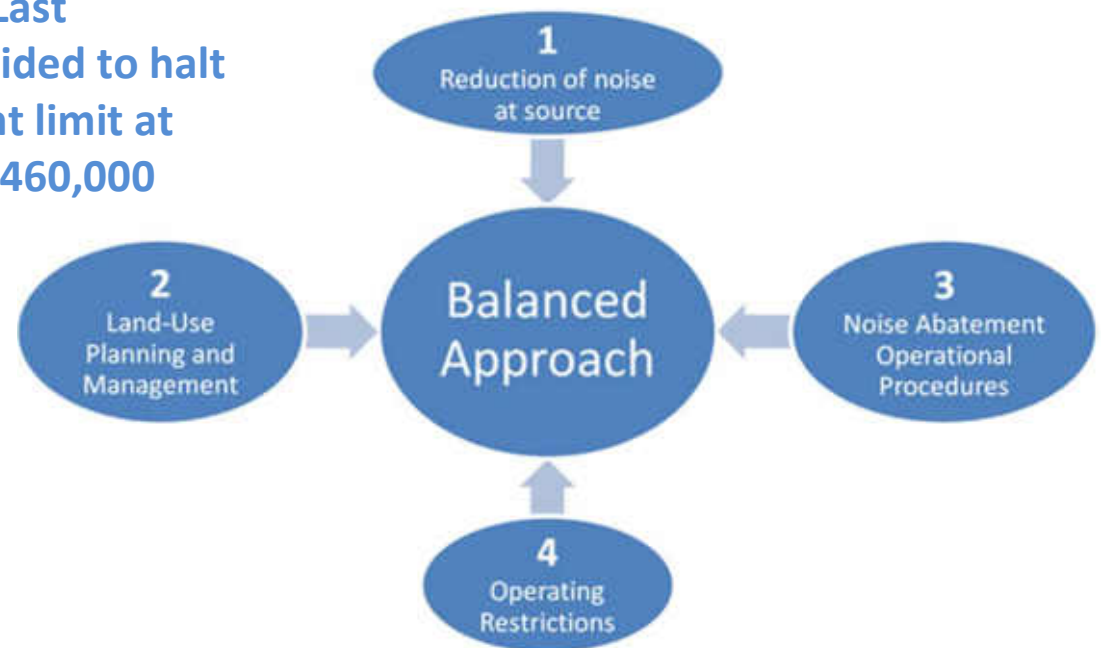 Last
ided to halt
nt limit at
460,000
1
Reduction of noise
at source
2
Land-Use
Planning and
Management
Balanced
Approach
3
Noise Abatement
Operational
Procedures
4
Operating
Restrictions